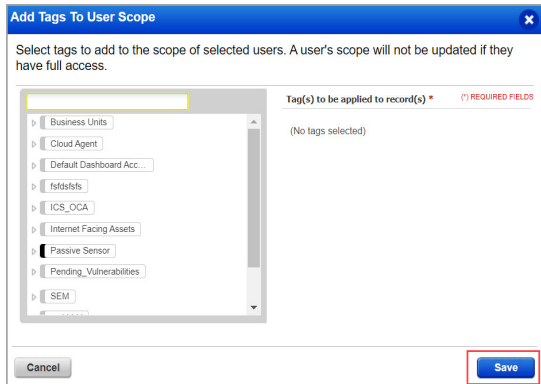 Add Tags To User Scope
Select tags to add to the scope of selected users. A user's scope will not be updated if they
have full access.
Tag(s) to be applied to record(s) *
(*) REQUIRED FIELDS
(No tags selected)
Business Units
Cloud Agent
Default Dashboard Acc...
fsfdsfsfs
ICS_OCA
Internet Facing Assets
Passive Sensor
Pending_Vulnerabilities
SEM
Cancel
Save